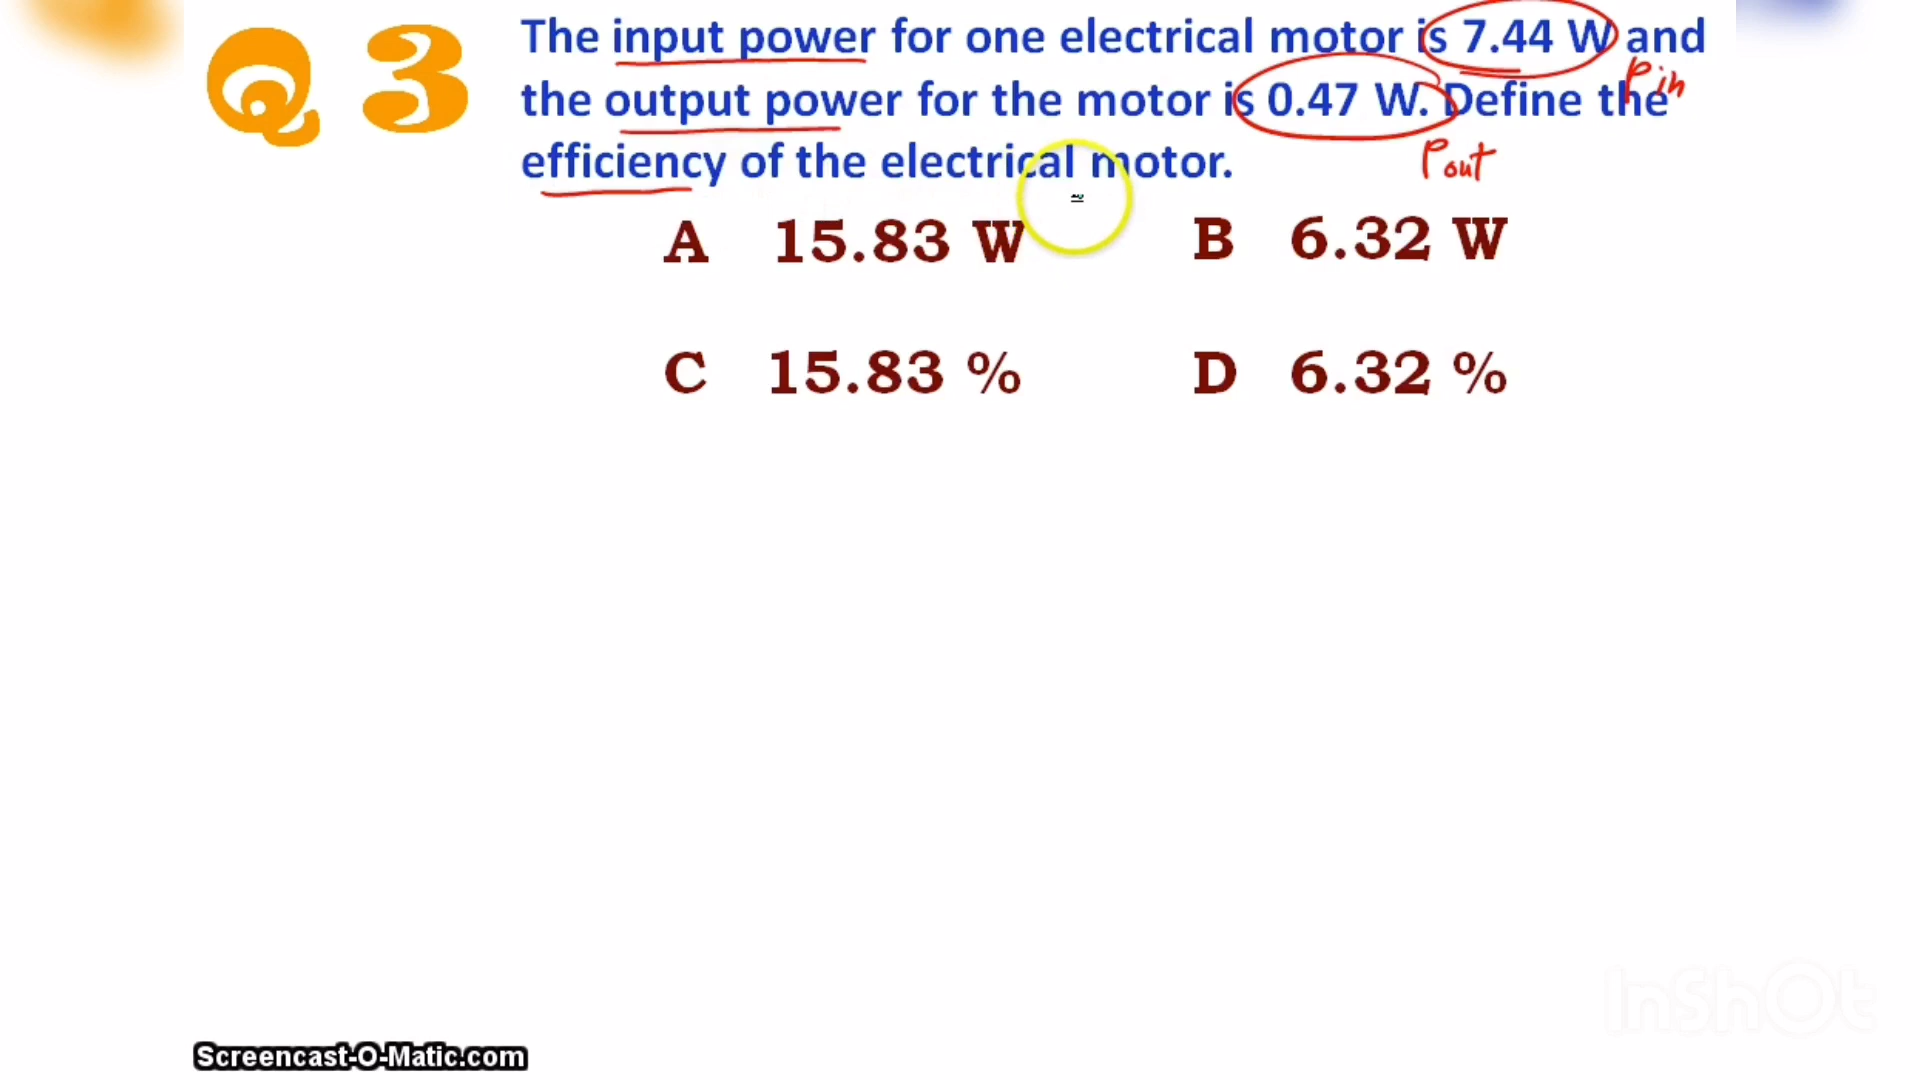 Q 3
The input power for one electrical motor is 7.44 W and
Pin
the output power for the motor is 0.47 W. Define the
efficiency of the electrical motor.
Pout
A 15.83 W B 6.32 W
C 15.83 % D 6.32 %
InShOt
Screencast-O-Matic.com